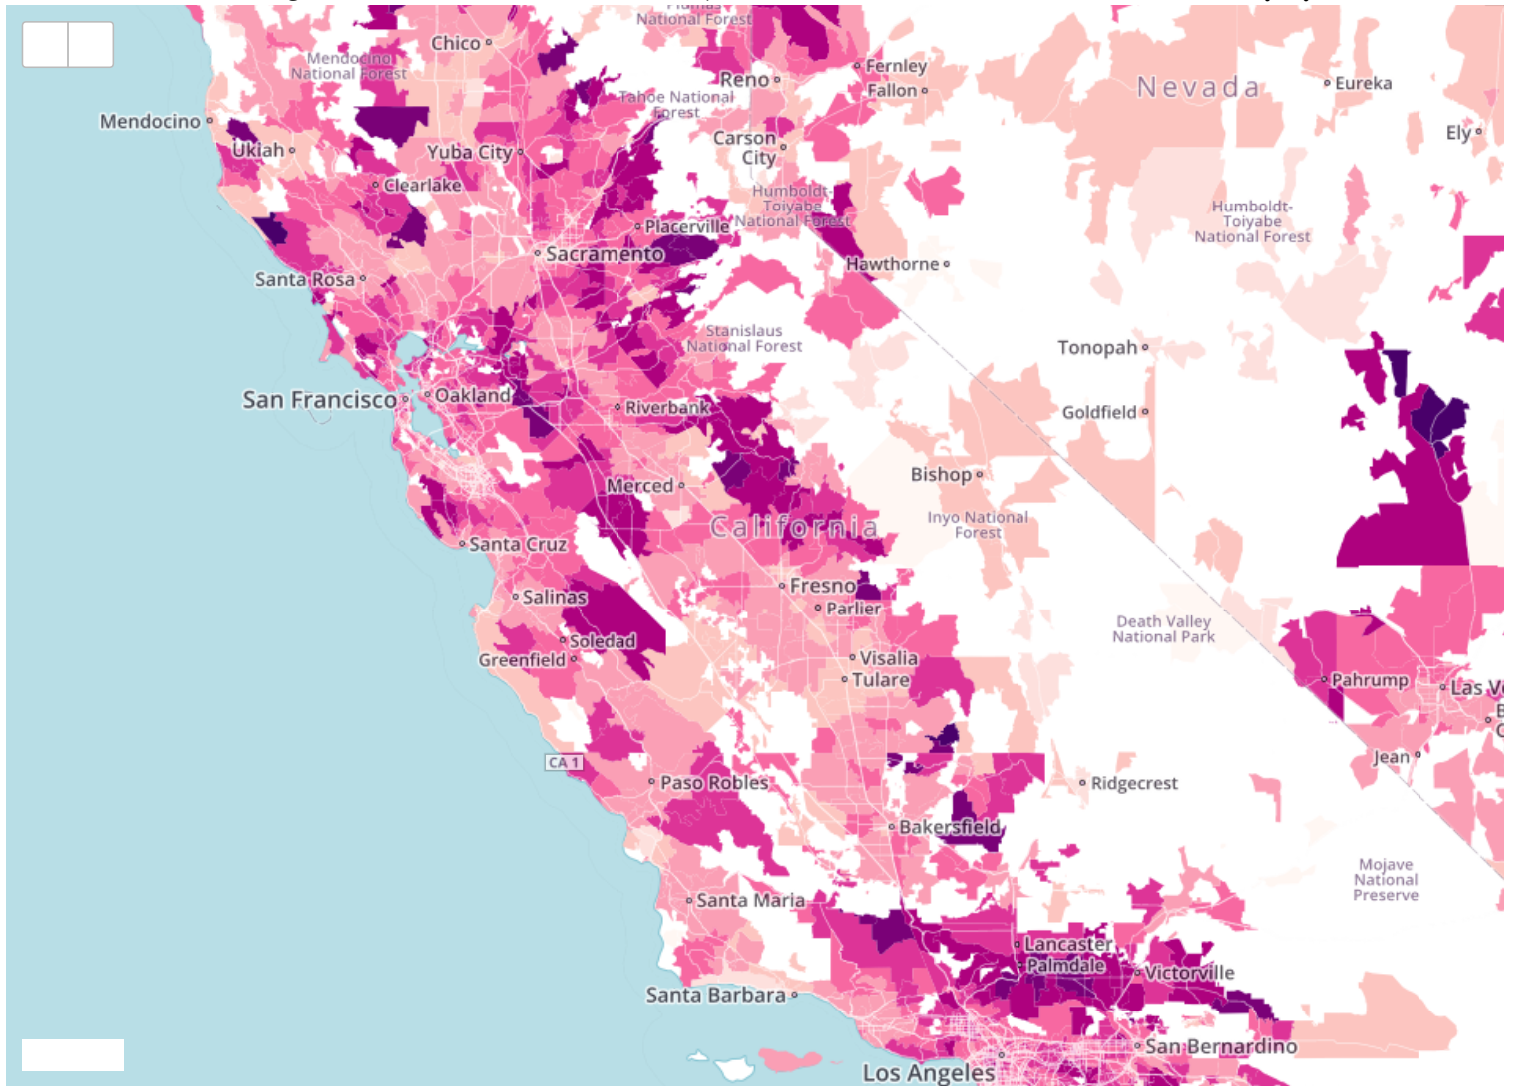 Plumas
National Forest
Chico
Mendocino
National Forest
Reno
Fernley
Fallon
Nevada
Eureka
Tahoe National
Forest
Mendocino
Ukiah
Yuba City
Carson
City
Ely
Clearlake
Humboldt-
Toiyabe
National Forest
Humboldt-
Toiyabe
National Forest
Placerville
Sacramento
Hawthorne
Santa Rosa
Stanislaus
National Forest
Tonopah
San Francisco
Oakland
Riverbank
Goldfield
Merced
Bishop
California
Inyo National
Forest
Santa Cruz
Fresno
Parlier
Salinas
Death Valley
National Park
Soledad
Greenfield
Visalia
Tulare
Pahrump
Las Ve
B
C
CA 1
Jean
Paso Robles
Ridgecrest
Bakersfield
Mojave
National
Preserve
Santa Maria
Lancaster
Palmdale
Victorville
Santa Barbara
San Bernardino
Los Angeles